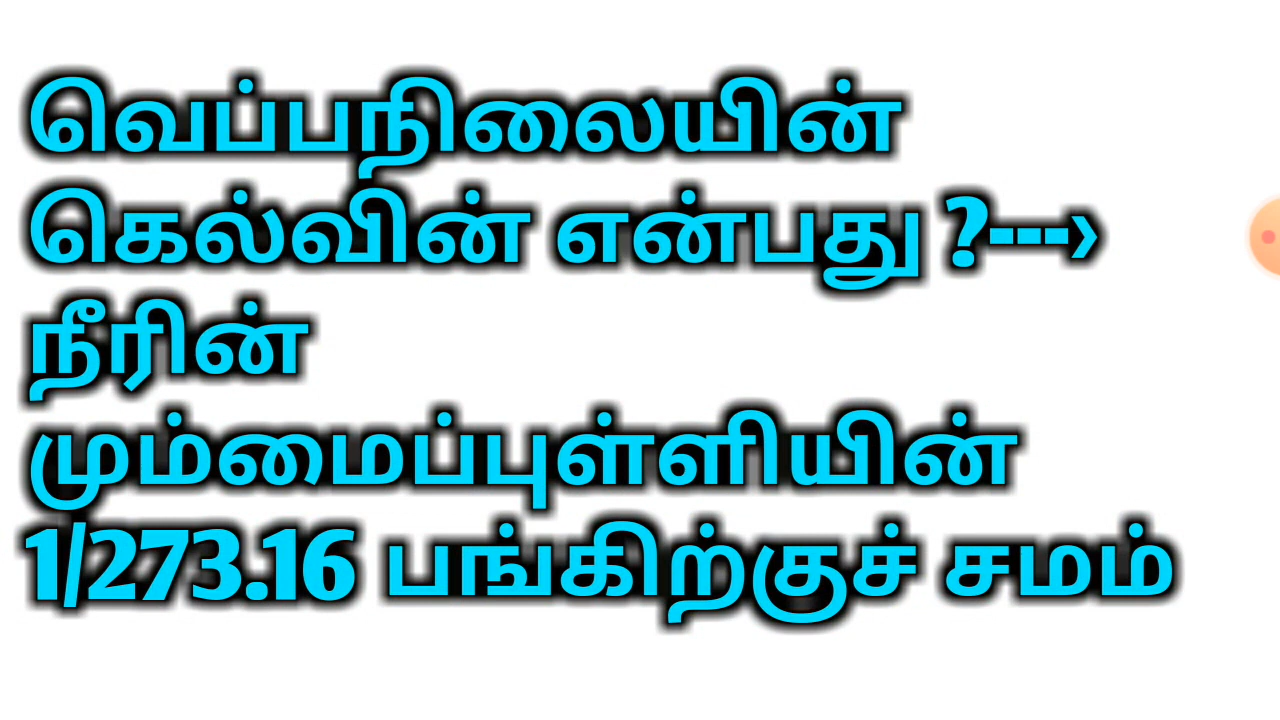 வெப்பநிலையின்
கெல்வின் என்பது ?---›
நீரின்
மும்மைப்புள்ளியின்
1/273.16 பங்கிற்குச் சமம்